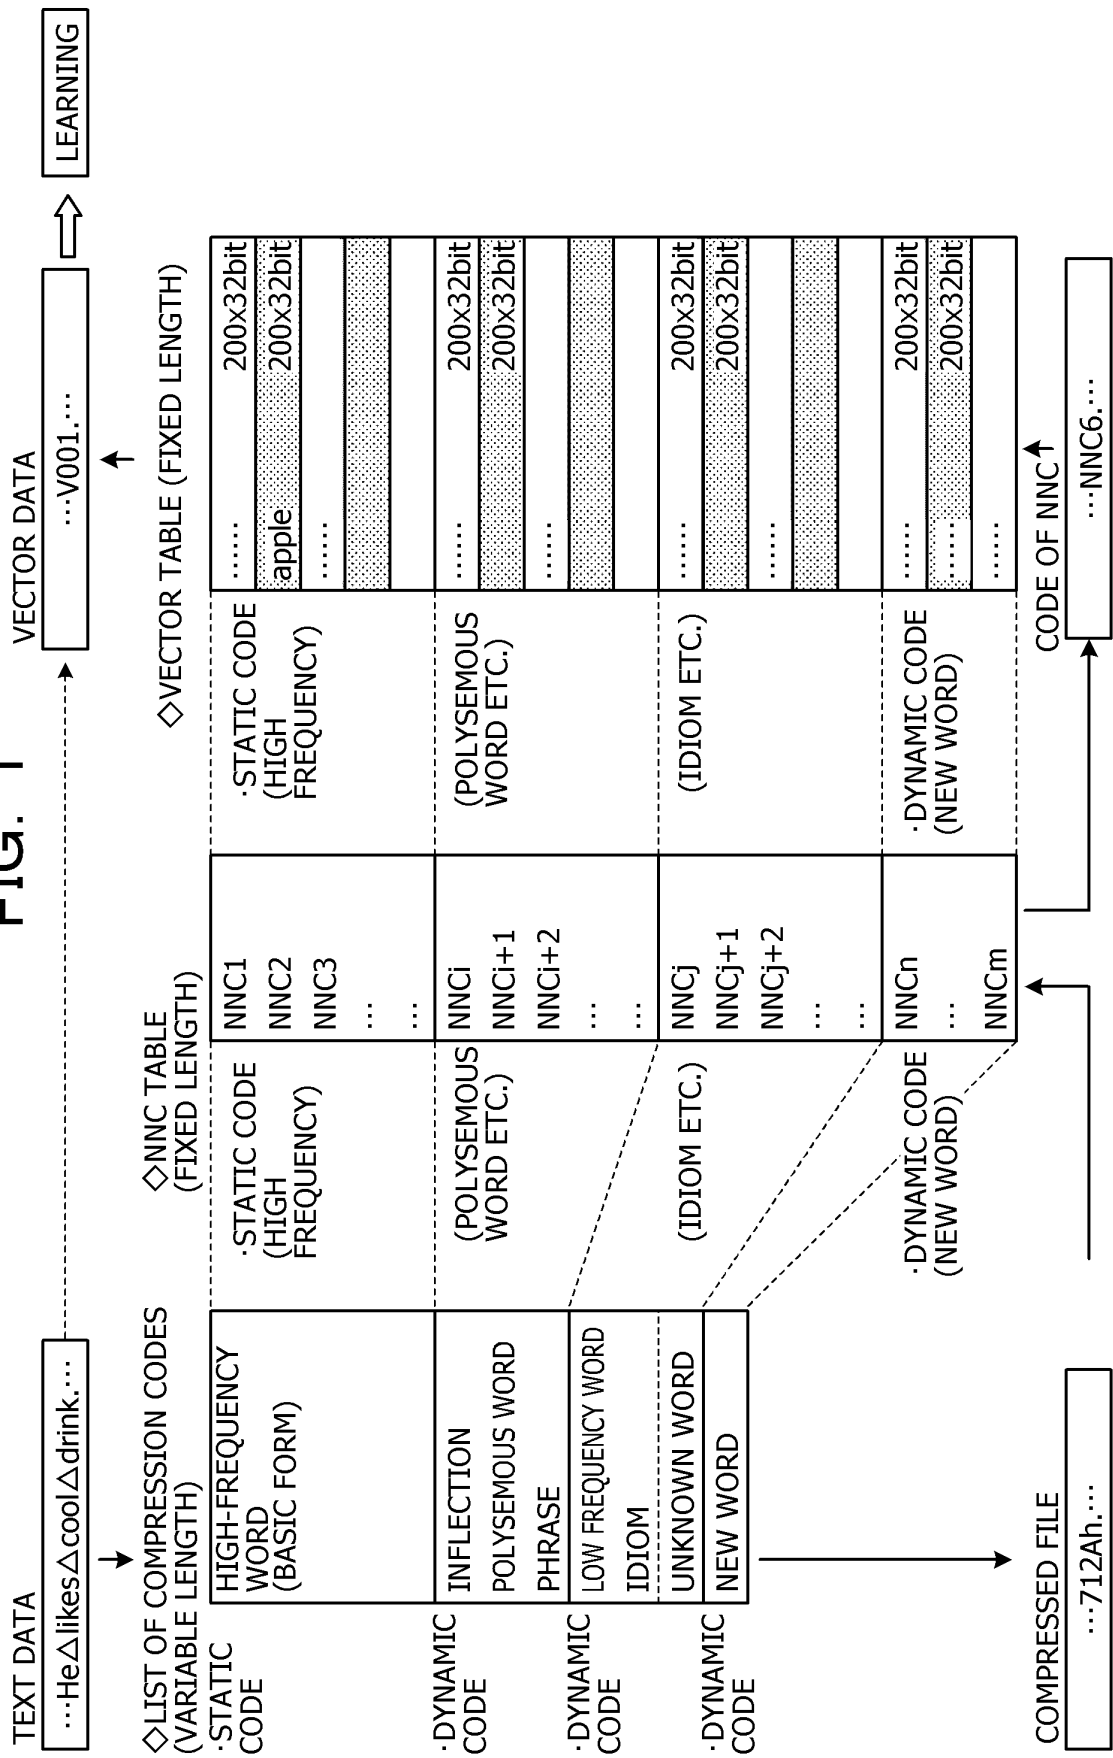 FIG. 1
TEXT DATA
…He△likes△cool△drink.…
VECTOR DATA
…V001.…
LEARNING
◇LIST OF COMPRESSION CODES
(VARIABLE LENGTH)
·STATIC
CODE
HIGH-FREQUENCY
WORD
(BASIC FORM)
·DYNAMIC
CODE
INFLECTION
POLYSEMOUS WORD
PHRASE
·DYNAMIC
CODE
LOW FREQUENCY WORD
IDIOM
UNKNOWN WORD
·DYNAMIC
CODE
NEW WORD
◇NNC TABLE
(FIXED LENGTH)
·STATIC CODE
(HIGH
FREQUENCY)
(POLYSEMOUS
WORD ETC.)
(IDIOM ETC.)
·DYNAMIC CODE
(NEW WORD)
NNC1
NNC2
NNC3
…
…
NNCi
NNCi+1
NNCi+2
…
…
NNCj
NNCj+1
NNCj+2
…
…
NNCn
…
NNCm
◇VECTOR TABLE (FIXED LENGTH)
·STATIC CODE
(HIGH
FREQUENCY)
(POLYSEMOUS
WORD ETC.)
(IDIOM ETC.)
·DYNAMIC CODE
(NEW WORD)
…… 200x32bit
apple 200x32bit
……
…… 200x32bit
200x32bit
……
…… 200x32bit
200x32bit
……
…… 200x32bit
…… 200x32bit
……
COMPRESSED FILE
…712Ah.…
CODE OF NNC
…NNC6.…